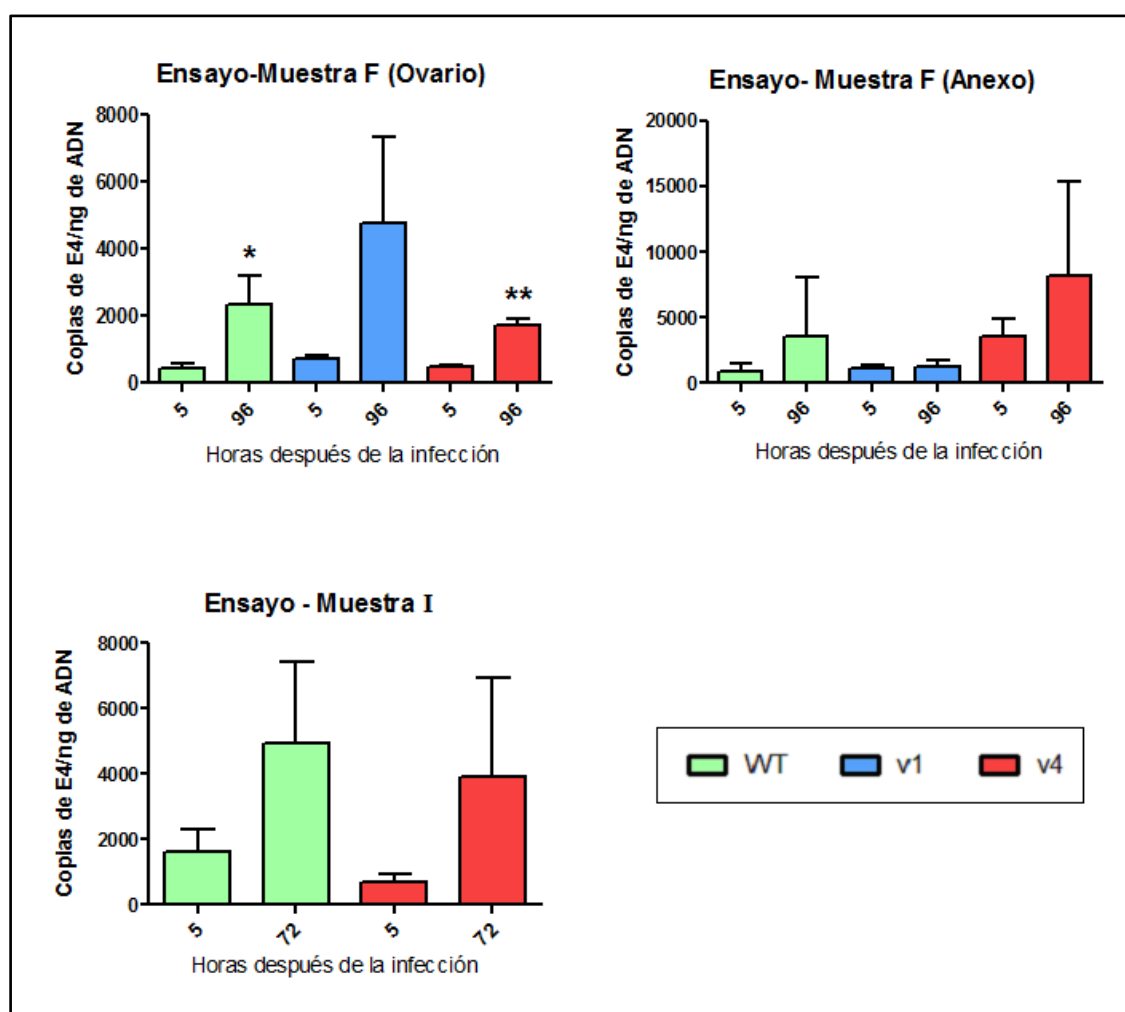 Ensayo-Muestra F (Ovario)
Copias de E4/ng de ADN
8000
6000
4000
2000
0
*
**
5 96 5 96 5 96
Horas después de la infección
Ensayo- Muestra F (Anexo)
Copias de E4/ng de ADN
20000
15000
10000
5000
0
5 96 5 96 5 96
Horas después de la infección
Ensayo - Muestra I
Copias de E4/ng de ADN
8000
6000
4000
2000
0
5 72 5 72
Horas después de la infección
WT v1 v4